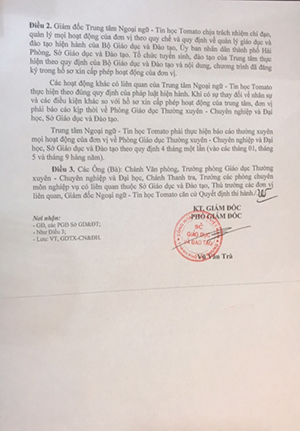 Điều 2. Giám đốc Trung tâm Ngoại ngữ - Tin học Tomato chịu trách nhiệm chỉ đạo,
quản lý mọi hoạt động của đơn vị theo quy chế và quy định về quản lý giáo dục và
đào tạo hiện hành của Bộ Giáo dục và Đào tạo, Ủy ban nhân dân thành phố Hải
Phòng, Sở Giáo dục và Đào tạo. Tổ chức tuyển sinh, đào tạo của Trung tâm thực hiện
theo quy định của Bộ Giáo dục và Đào tạo và nội dung, chương trình đã đăng
ký trong hồ sơ xin cấp phép hoạt động của đơn vị.
Các hoạt động khác có liên quan của Trung tâm Ngoại ngữ - Tin học Tomato
thực hiện theo đúng quy định của pháp luật hiện hành. Khi có sự thay đổi về nhân sự
và các điều kiện khác so với hồ sơ xin cấp phép hoạt động của trung tâm, đơn vị
phải báo cáo kịp thời về Phòng Giáo dục Thường xuyên - Chuyên nghiệp và Đại
học, Sở Giáo dục và Đào tạo.
Trung tâm Ngoại ngữ - Tin học Tomato phải thực hiện báo cáo thường xuyên
mọi hoạt động của đơn vị về Phòng Giáo dục Thường xuyên - Chuyên nghiệp và Đại
học, Sở Giáo dục và Đào tạo theo quy định 4 tháng một lần (vào các tháng 01, tháng
5 và tháng 9 hàng năm).
Điều 3. Các Ông (Bà): Chánh Văn phòng, Trưởng phòng Giáo dục Thường
xuyên - Chuyên nghiệp và Đại học, Chánh Thanh tra, Trưởng các phòng chuyên
môn nghiệp vụ có liên quan thuộc Sở Giáo dục và Đào tạo, Thủ trưởng các đơn vị
liên quan, Giám đốc Ngoại ngữ - Tin học Tomato căn cứ Quyết định thi hành./.
Nơi nhận:
- GĐ, các PGĐ Sở GD&ĐT;
- Như Điều 3;
- Lưu: VT, GDTX-CN&ĐH.
KT. GIÁM ĐỐC
PHÓ GIÁM ĐỐC
SỞ
GIÁO DỤC
VÀ ĐÀO TẠO
Vũ Văn Trà